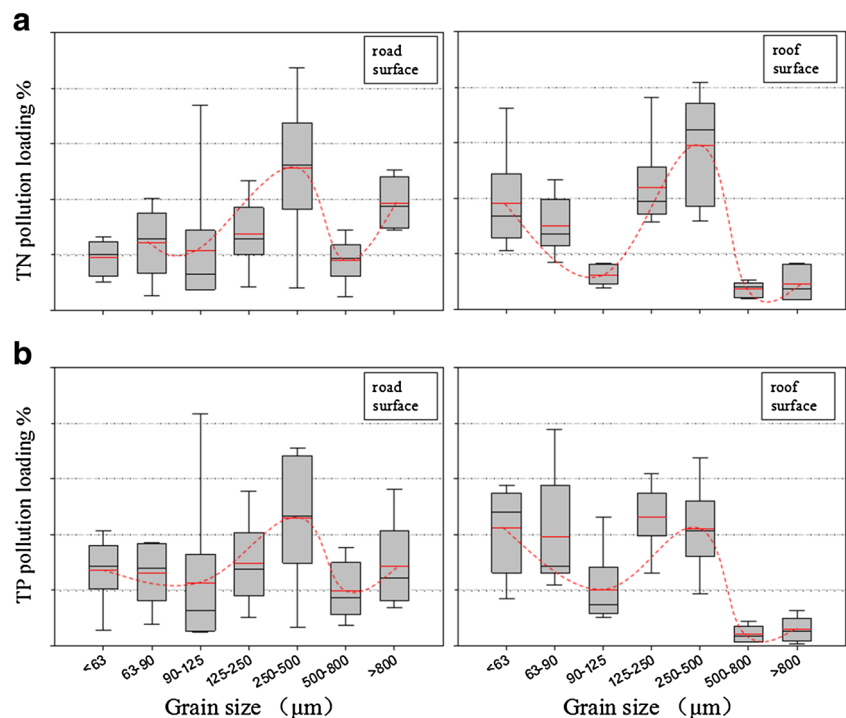 a
TN pollution loading %
road
surface
roof
surface
b
TP pollution loading %
road
surface
roof
surface
<63
63-90
90-125
125-250
250-500
500-800
>800
<63
63-90
90-125
125-250
250-500
500-800
>800
Grain size （μm）
Grain size （μm）